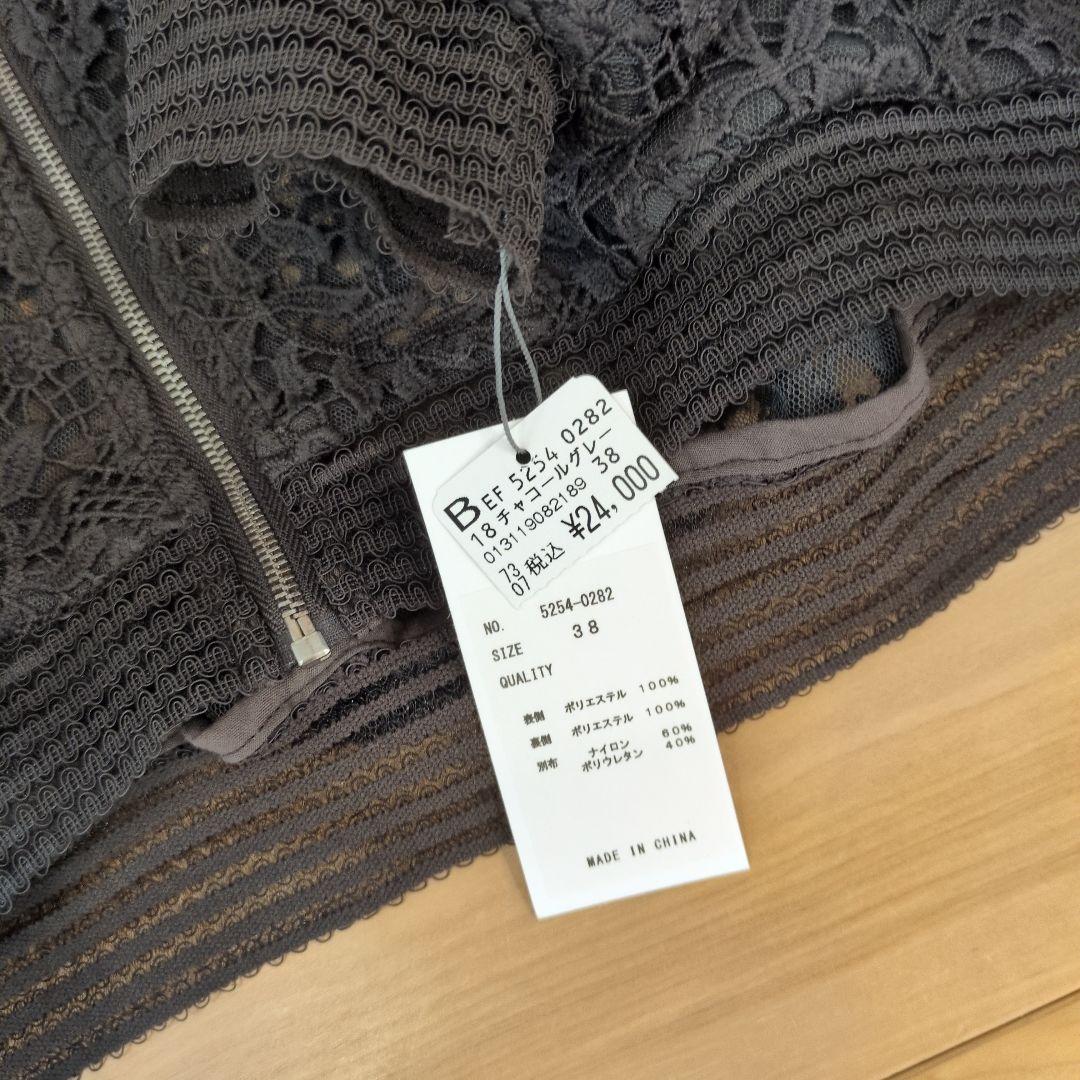 B EF 5254 0282
18 チャコールグレー
013119082189 38
73
07 税込 ¥24,000
NO. 5254-0282
SIZE 38
QUALITY
表側 ポリエステル 100%
裏側 ポリエステル 100%
別布 ナイロン 60%
ポリウレタン 40%
MADE IN CHINA